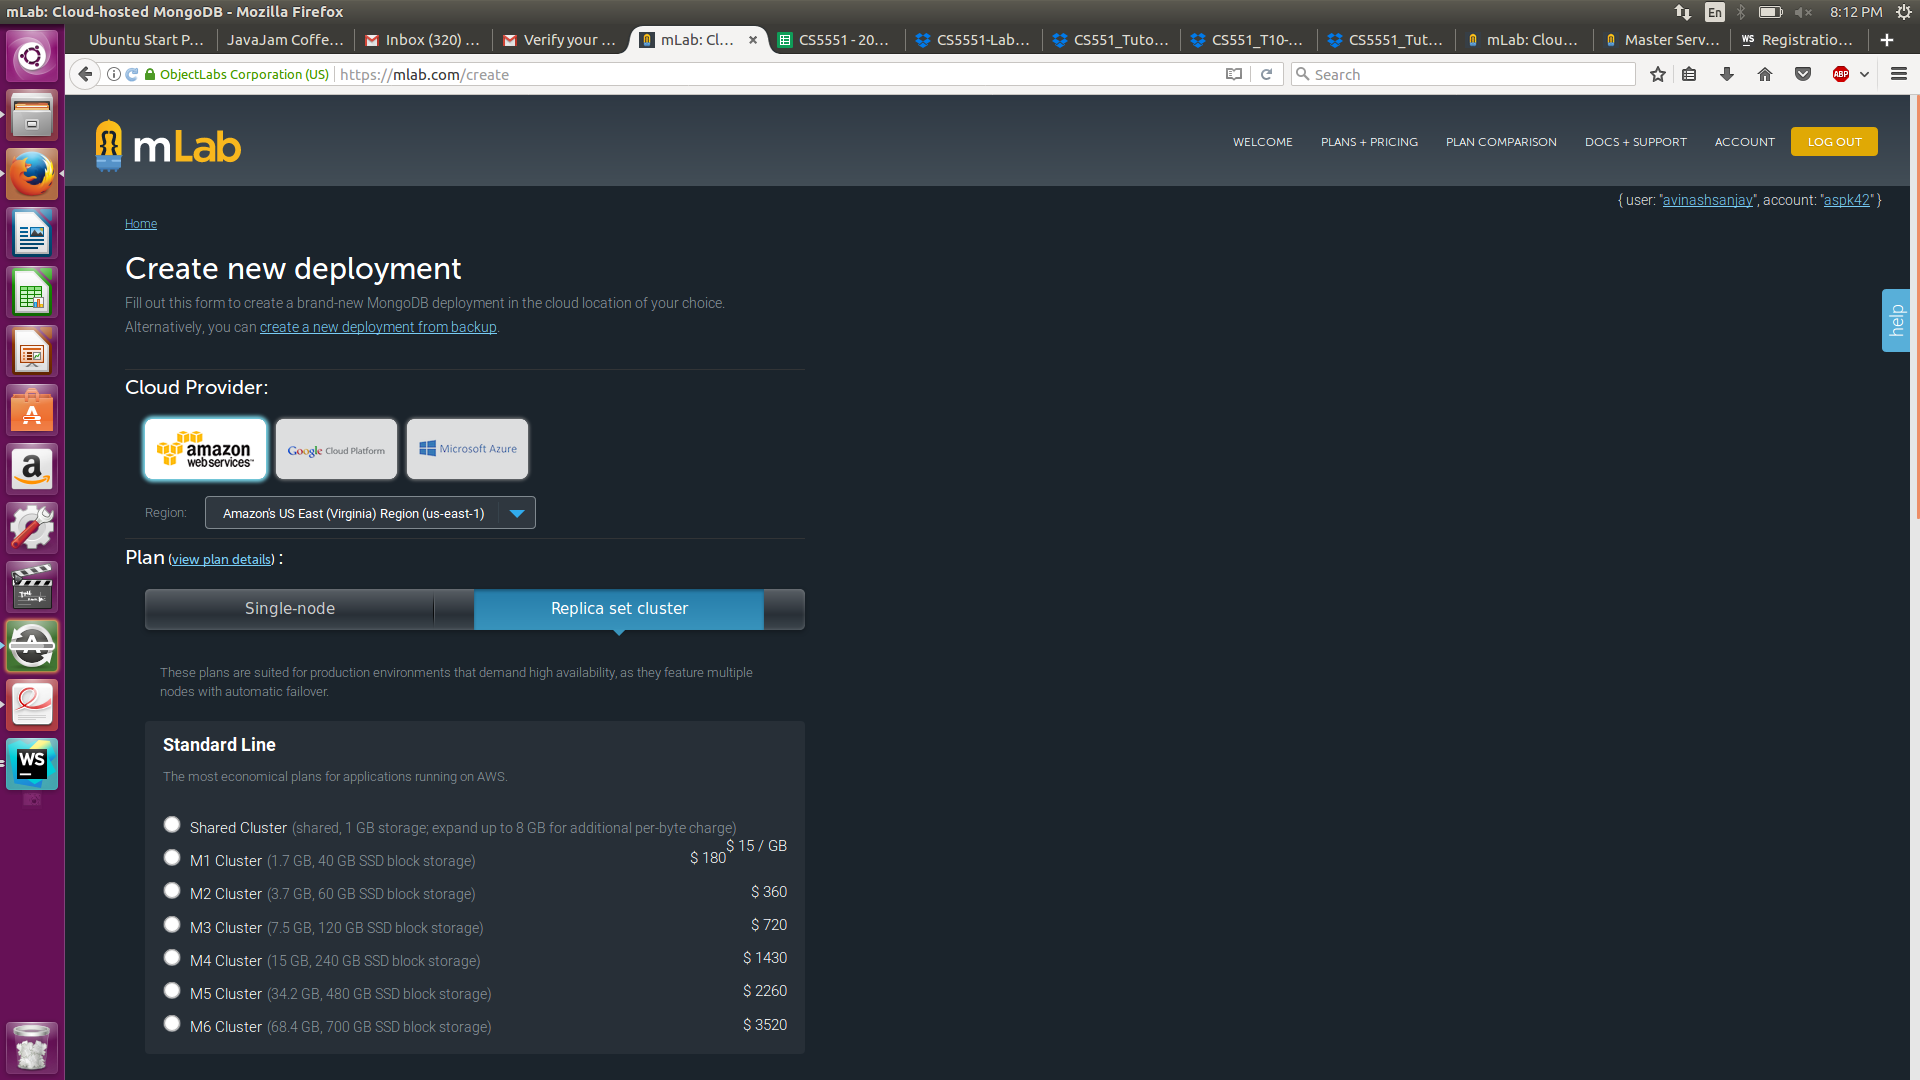 mLab: Cloud-hosted MongoDB - Mozilla Firefox
En
8:12 PM
Ubuntu Start P...
JavaJam Coffe...
Inbox (320) ...
Verify your ...
mLab: Cl...
CS5551 - 20...
CS5551-Lab...
CS551_Tuto...
CS551_T10-...
CS5551_Tut...
mLab: Clou...
Master Serv...
WS
Registratio...
ObjectLabs Corporation (US)
https://mlab.com/create
Search
ABP
mLab
WELCOME
PLANS + PRICING
PLAN COMPARISON
DOCS + SUPPORT
ACCOUNT
LOG OUT
{ user: "avinashsanjay", account: "aspk42" }
Home
Create new deployment
Fill out this form to create a brand-new MongoDB deployment in the cloud location of your choice.
Alternatively, you can create a new deployment from backup.
help
Cloud Provider:
amazon
webservices™
Google Cloud Platform
Microsoft Azure
Region:
Amazon's US East (Virginia) Region (us-east-1)
Plan (view plan details) :
Single-node
Replica set cluster
These plans are suited for production environments that demand high availability, as they feature multiple
nodes with automatic failover.
WS
Standard Line
The most economical plans for applications running on AWS.
Shared Cluster (shared, 1 GB storage; expand up to 8 GB for additional per-byte charge)
$ 15 / GB
M1 Cluster (1.7 GB, 40 GB SSD block storage)
$ 180
M2 Cluster (3.7 GB, 60 GB SSD block storage)
$ 360
M3 Cluster (7.5 GB, 120 GB SSD block storage)
$ 720
M4 Cluster (15 GB, 240 GB SSD block storage)
$ 1430
M5 Cluster (34.2 GB, 480 GB SSD block storage)
$ 2260
M6 Cluster (68.4 GB, 700 GB SSD block storage)
$ 3520